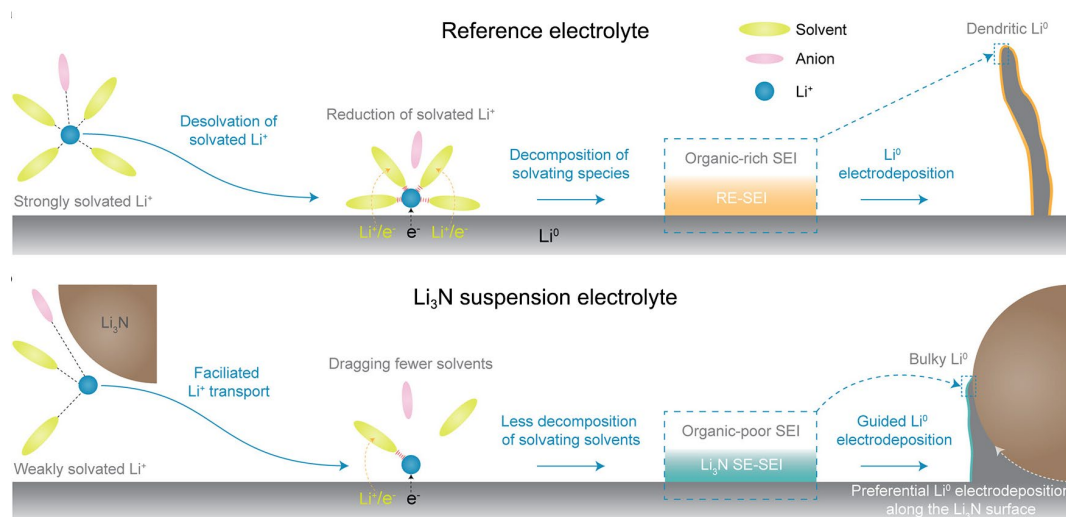 Reference electrolyte
Solvent
Anion
Li⁺
Dendritic Li⁰
Desolvation of
solvated Li⁺
Reduction of solvated Li⁺
Strongly solvated Li⁺
Li⁺/e⁻
e⁻
Li⁺/e⁻
Decomposition of
solvating species
Li⁰
Organic-rich SEI
RE-SEI
Li⁰
electrodeposition
Li₃N suspension electrolyte
Li₃N
Weakly solvated Li⁺
Faciliated
Li⁺ transport
Dragging fewer solvents
Li⁺/e⁻
e⁻
Less decomposition
of solvating solvents
Organic-poor SEI
Li₃N SE-SEI
Bulky Li⁰
Guided Li⁰
electrodeposition
Preferential Li⁰ electrodeposition
along the Li₃N surface